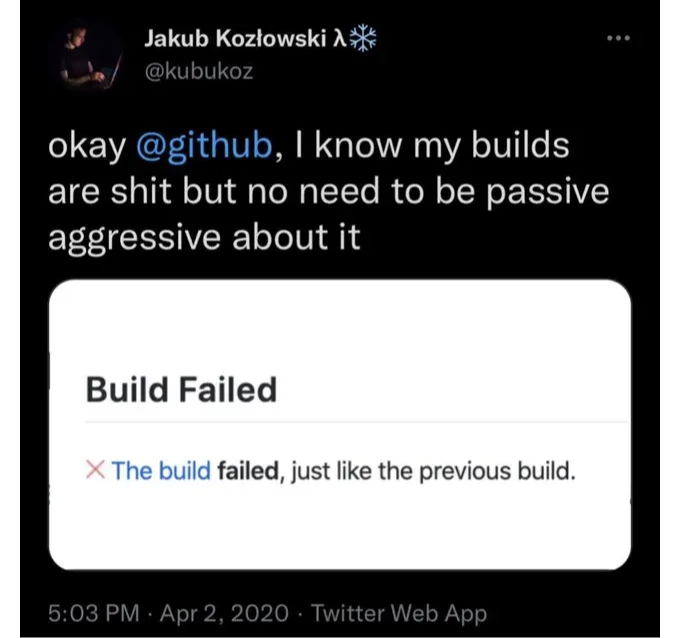 Jakub Kozłowski λ❄️
@kubukoz
okay @github, I know my builds
are shit but no need to be passive
aggressive about it
Build Failed
❌ The build failed, just like the previous build.
5:03 PM · Apr 2, 2020 · Twitter Web App